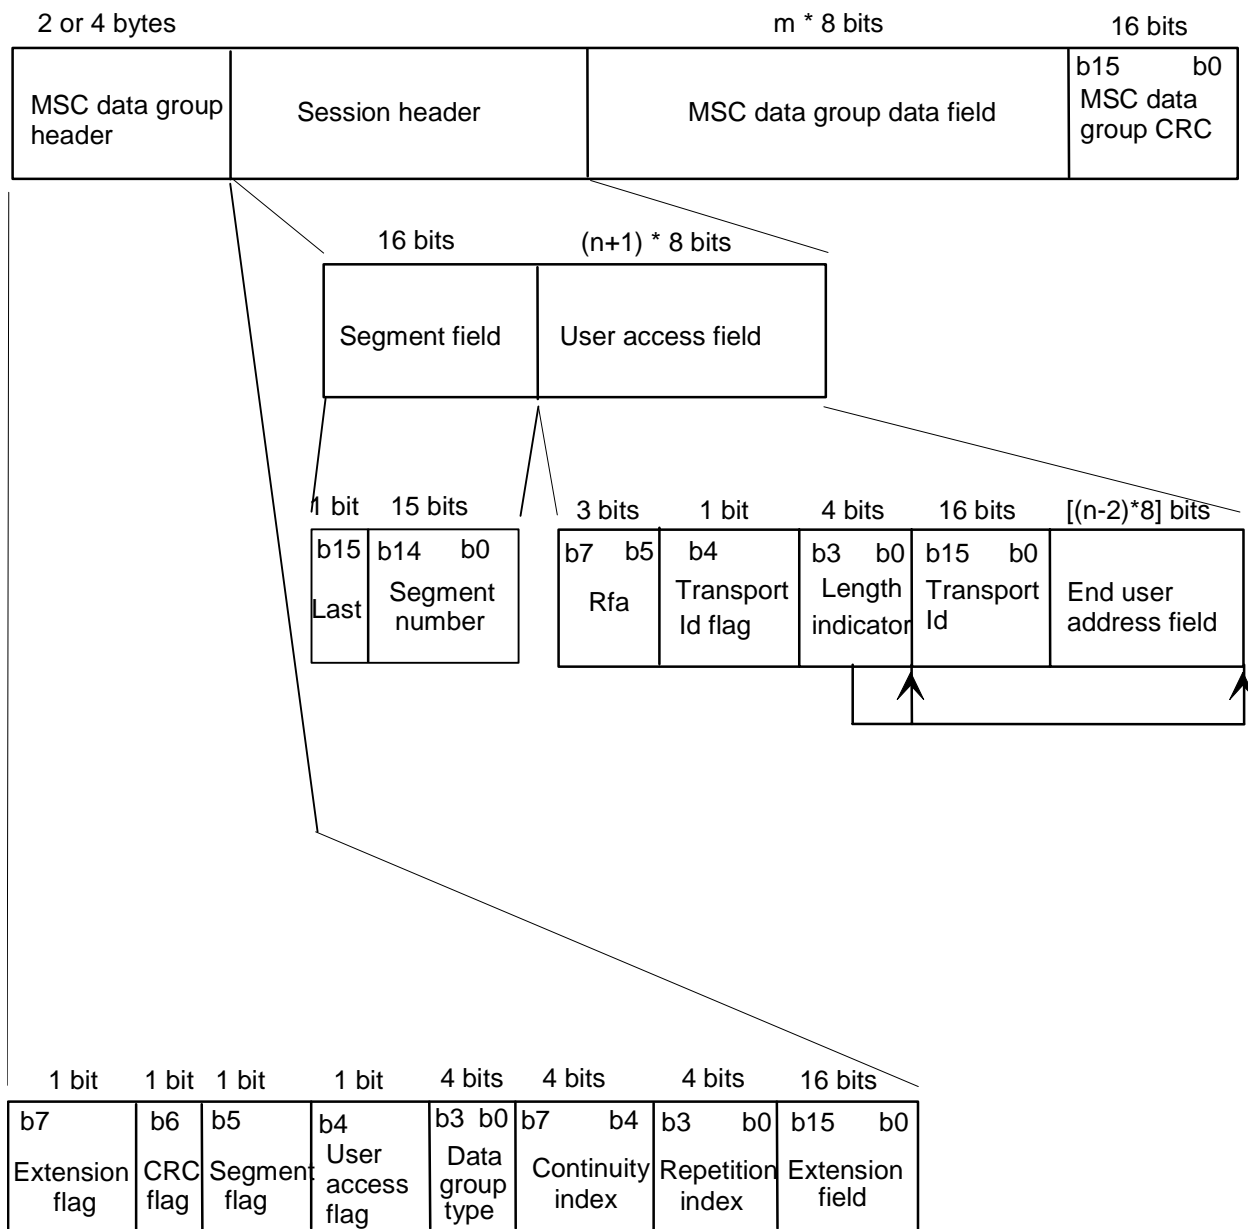 2 or 4 bytes
m * 8 bits
16 bits
MSC data group
header
Session header
MSC data group data field
b15 b0
MSC data
group CRC
16 bits
(n+1) * 8 bits
Segment field
User access field
1 bit
15 bits
b15
Last
b14 b0
Segment
number
3 bits
1 bit
4 bits
16 bits
[(n-2)*8] bits
b7 b5
Rfa
b4
Transport
Id flag
b3 b0
Length
indicator
b15 b0
Transport
Id
End user
address field
1 bit
1 bit
1 bit
1 bit
4 bits
4 bits
4 bits
16 bits
b7
Extension
flag
b6
CRC
flag
b5
Segment
flag
b4
User
access
flag
b3 b0
Data
group
type
b7 b4
Continuity
index
b3 b0
Repetition
index
b15 b0
Extension
field